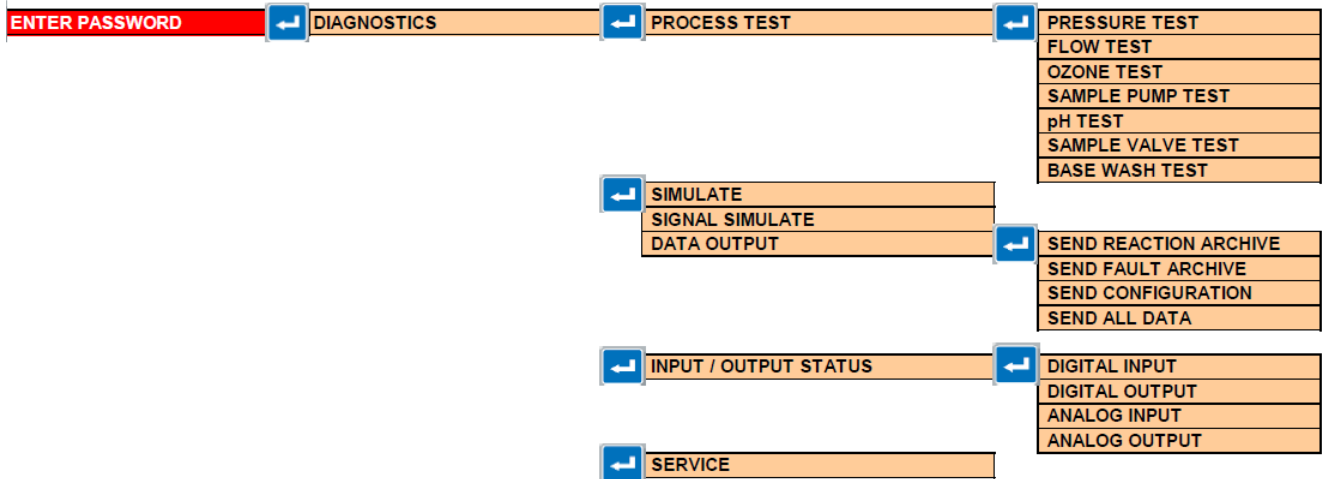 ENTER PASSWORD DIAGNOSTICS PROCESS TEST PRESSURE TEST
FLOW TEST
OZONE TEST
SAMPLE PUMP TEST
pH TEST
SAMPLE VALVE TEST
BASE WASH TEST
SIMULATE
SIGNAL SIMULATE
DATA OUTPUT SEND REACTION ARCHIVE
SEND FAULT ARCHIVE
SEND CONFIGURATION
SEND ALL DATA
INPUT / OUTPUT STATUS DIGITAL INPUT
DIGITAL OUTPUT
ANALOG INPUT
ANALOG OUTPUT
SERVICE